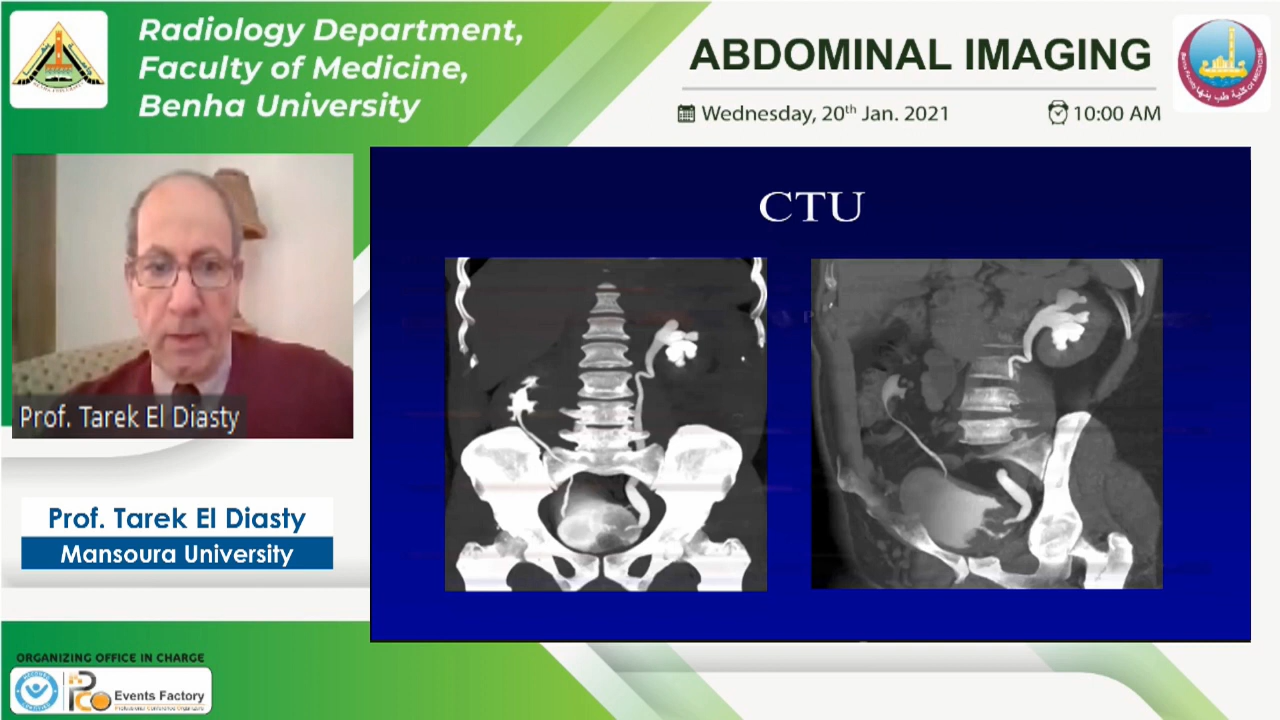 Radiology Department,
Faculty of Medicine,
Benha University
ABDOMINAL IMAGING
Wednesday, 20th Jan. 2021
10:00 AM
CTU
Prof. Tarek El Diasty
Prof. Tarek El Diasty
Mansoura University
ORGANIZING OFFICE IN CHARGE
Events Factory